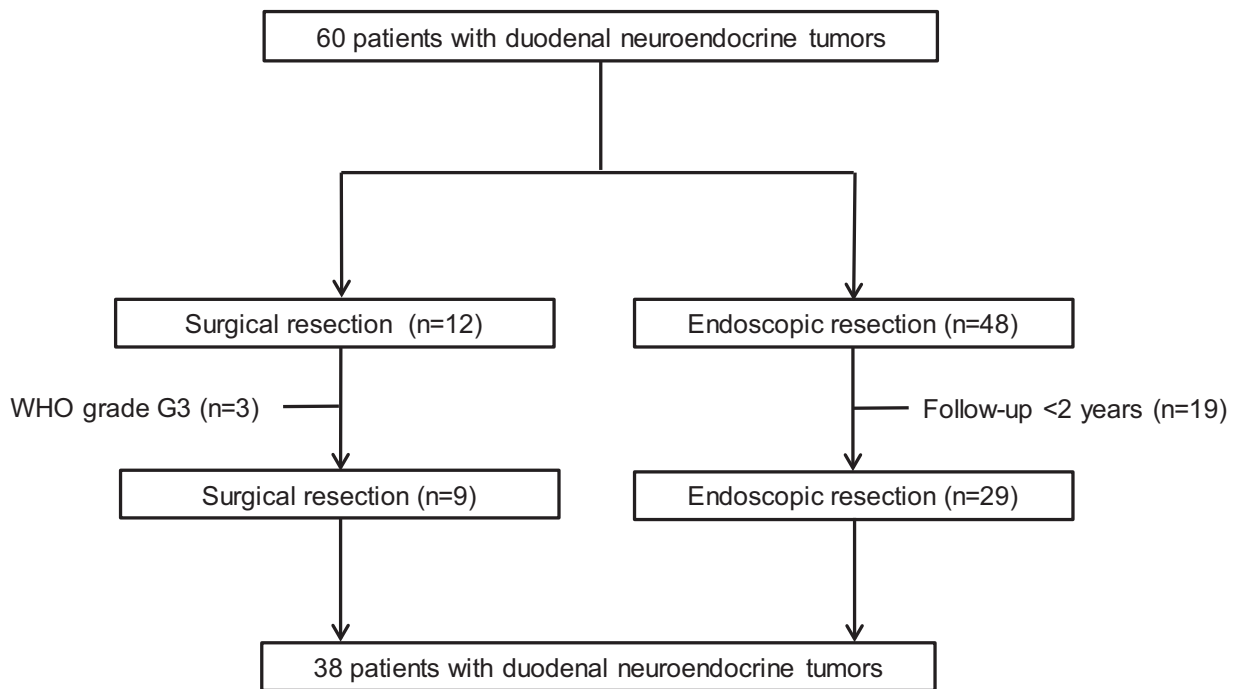 60 patients with duodenal neuroendocrine tumors
Surgical resection (n=12)
Endoscopic resection (n=48)
WHO grade G3 (n=3)
Follow-up <2 years (n=19)
Surgical resection (n=9)
Endoscopic resection (n=29)
38 patients with duodenal neuroendocrine tumors